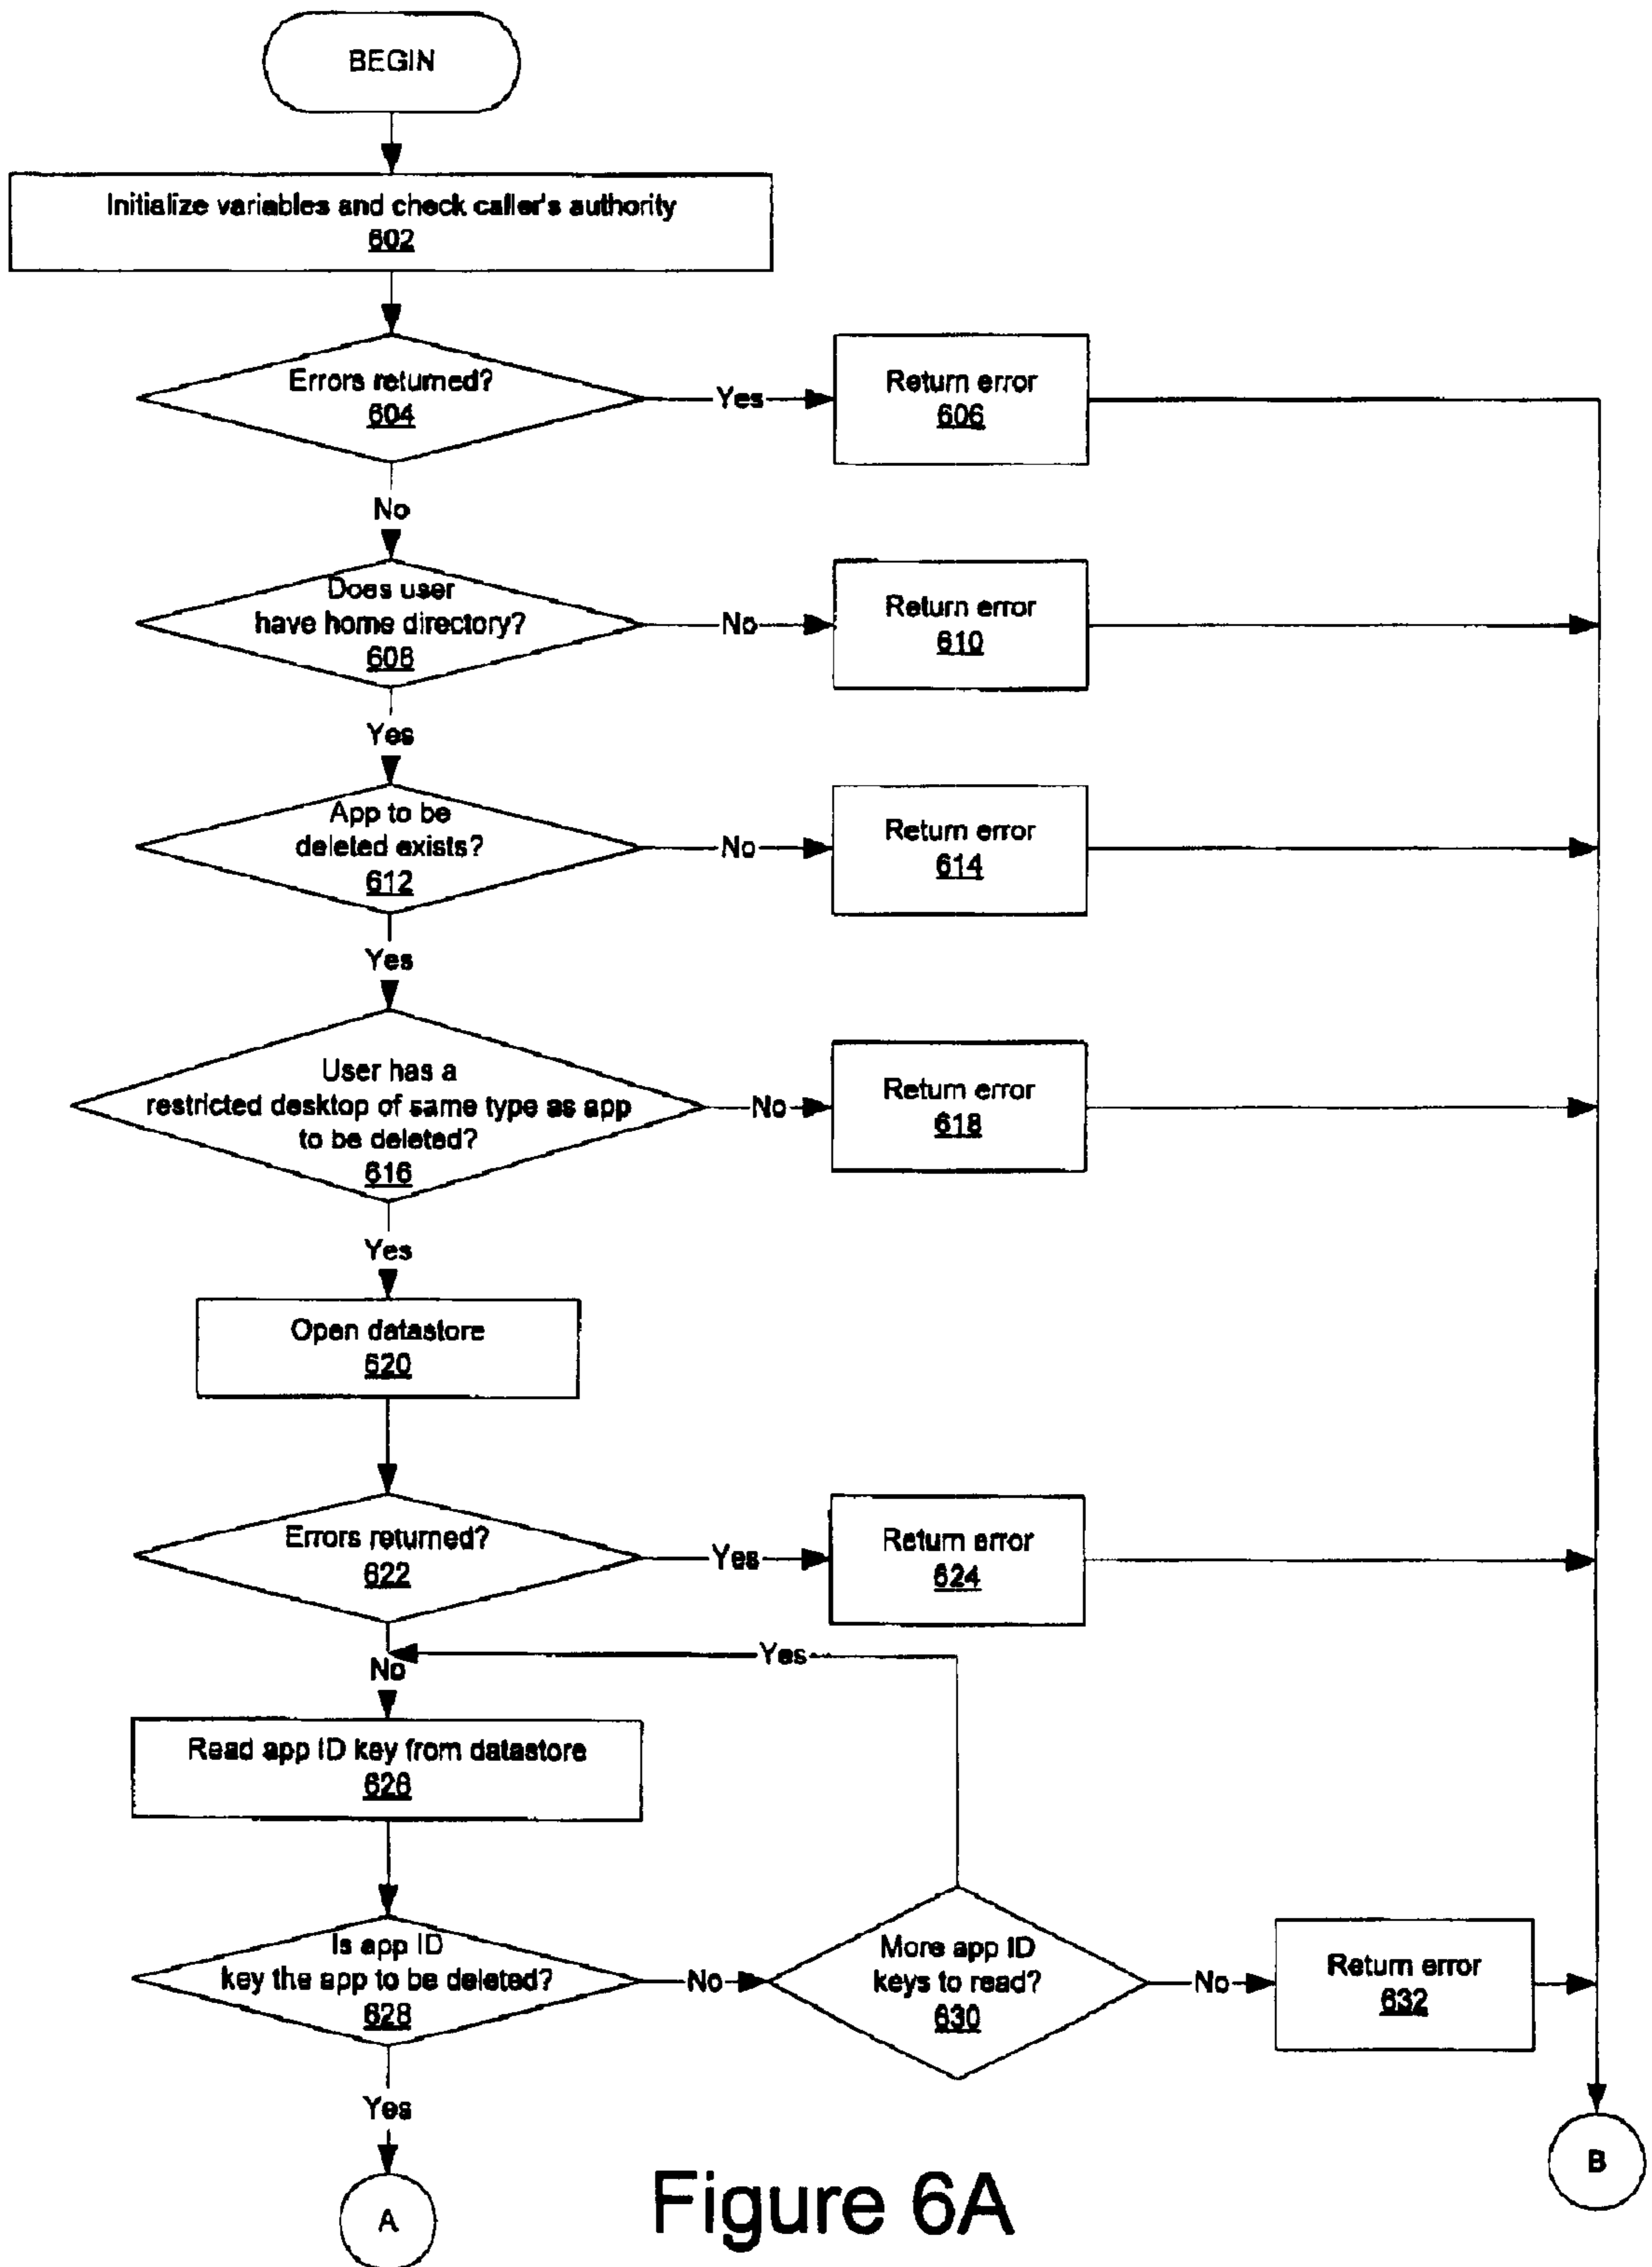 BEGIN
Initialize variables and check caller's authority
602
Errors returned?
604
Yes
Return error
606
No
Does user
have home directory?
608
No
Return error
610
Yes
App to be
deleted exists?
612
No
Return error
614
Yes
User has a
restricted desktop of same type as app
to be deleted?
616
No
Return error
618
Yes
Open datastore
620
Errors returned?
622
Yes
Return error
624
Yes
No
Read app ID key from datastore
626
Is app ID
key the app to be deleted?
628
No
More app ID
keys to read?
630
No
Return error
632
Yes
A
B
Figure 6A